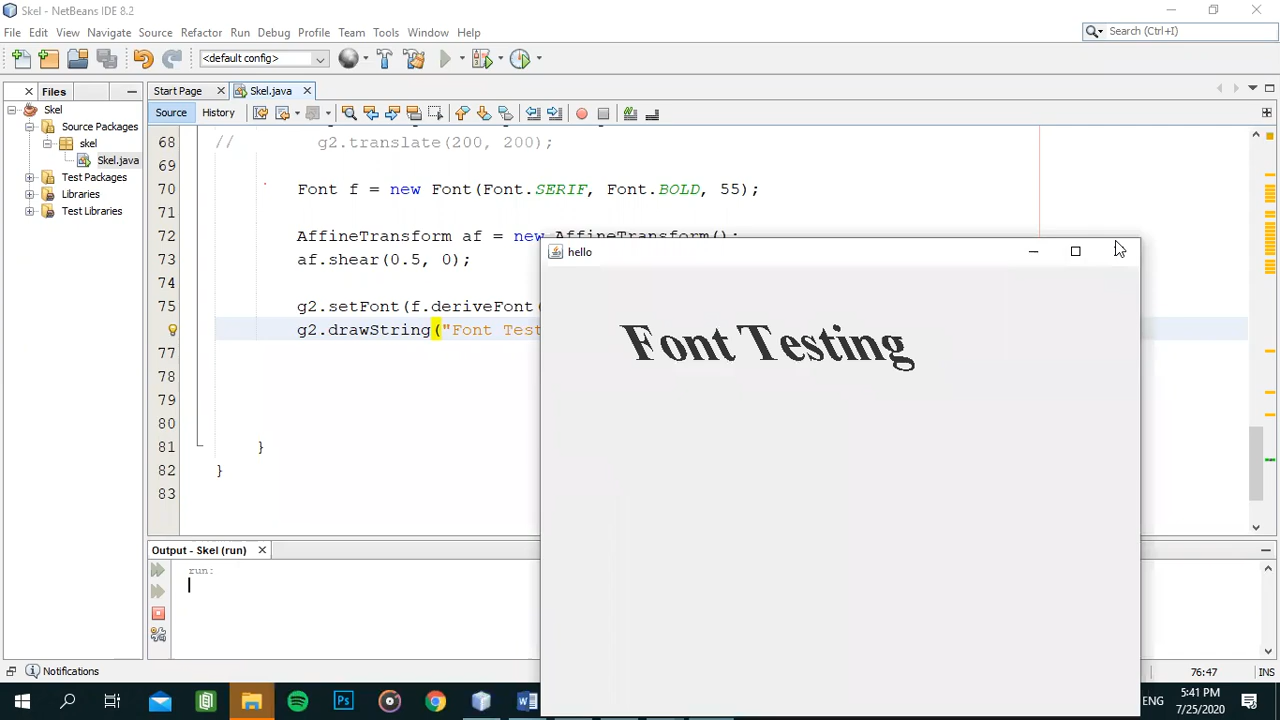 Skel - NetBeans IDE 8.2
File Edit View Navigate Source Refactor Run Debug Profile Team Tools Window Help
Search (Ctrl+I)
<default config>
Files
Start Page
Skel.java
Source History
Skel
Source Packages
skel
Skel.java
Test Packages
Libraries
Test Libraries
68 // g2.translate(200, 200);
69
70 Font f = new Font(Font.SERIF, Font.BOLD, 55);
71
72 AffineTransform af = new AffineTransform();
73 af.shear(0.5, 0);
74
75 g2.setFont(f.deriveFont(
g2.drawString("Font Test
77
78
79
80
81 }
82 }
83
hello
Font Testing
Output - Skel (run)
run:
Notifications
76:47 INS
ENG
5:41 PM
7/25/2020